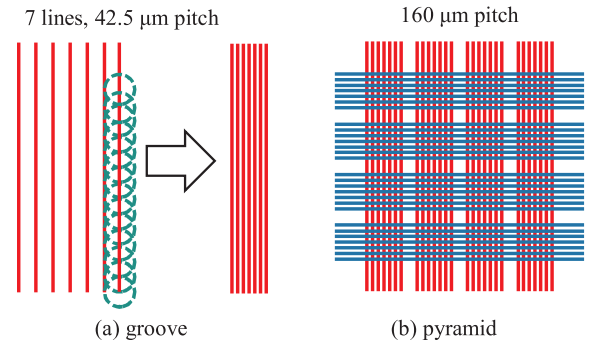 7 lines, 42.5 μm pitch
160 μm pitch
(a) groove
(b) pyramid